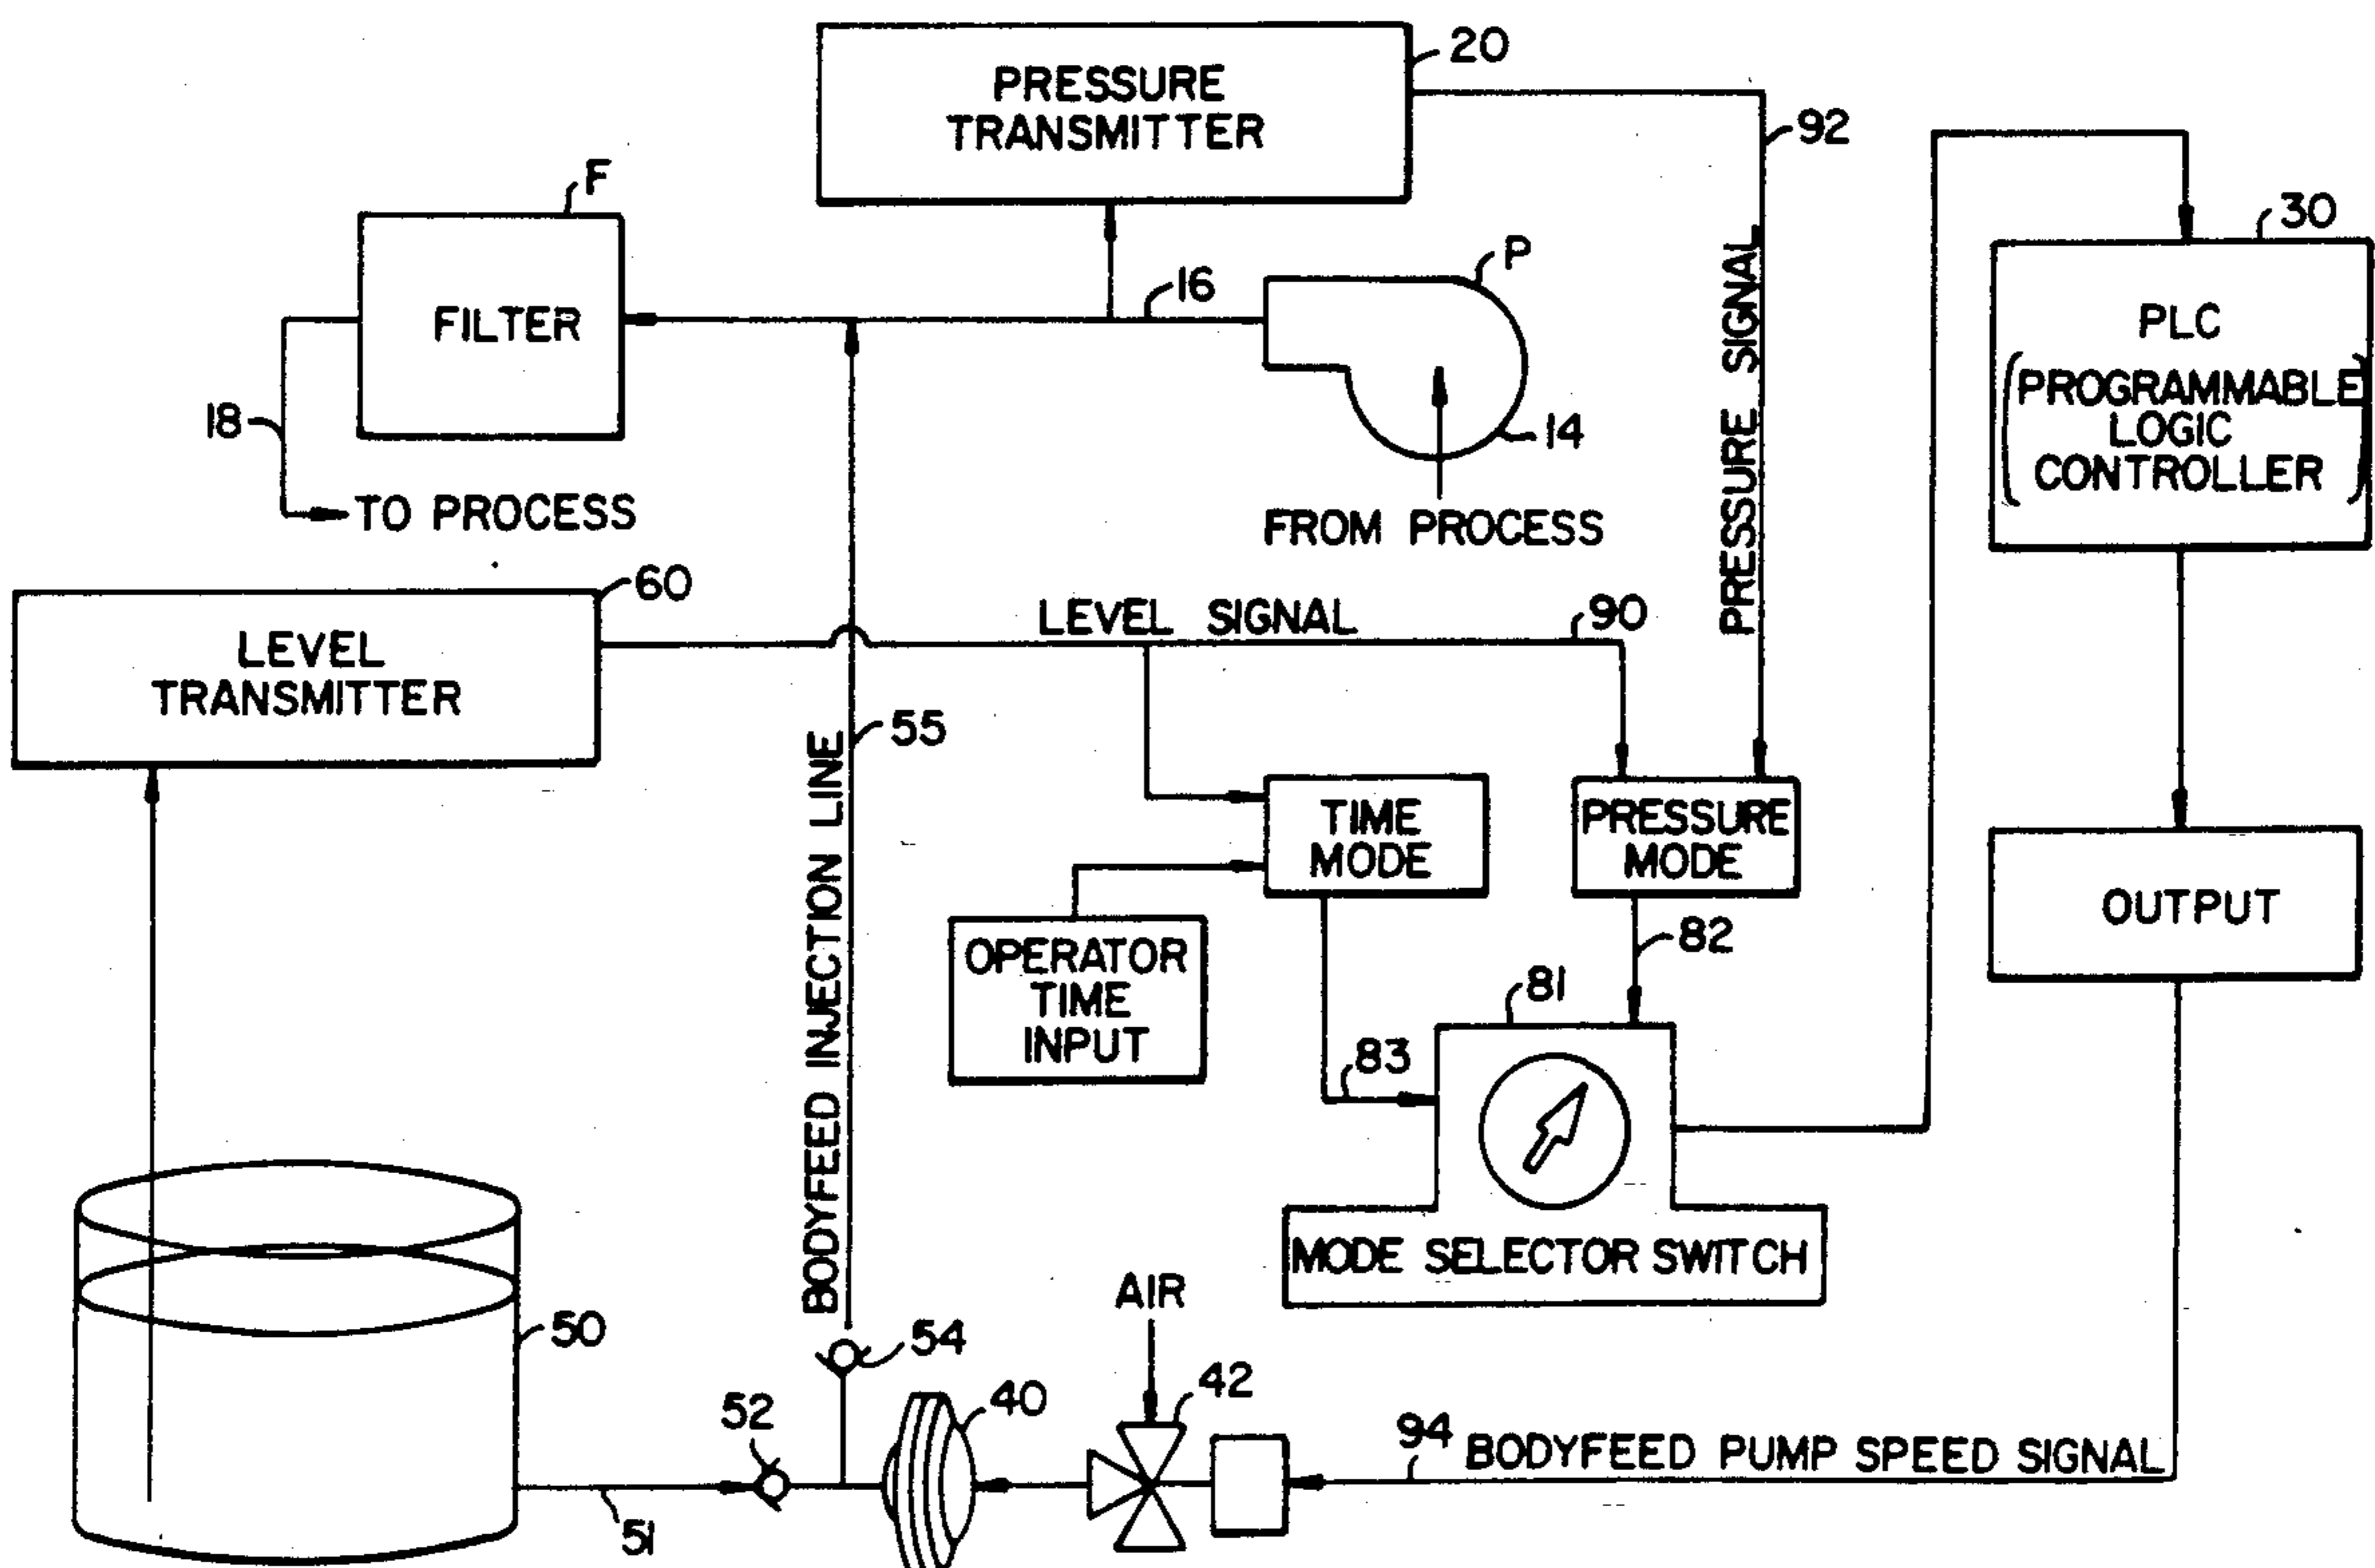 PRESSURE
TRANSMITTER
20
92
F
FILTER
16
P
14
18
TO PROCESS
FROM PROCESS
PRESSURE SIGNAL
30
PLC
(PROGRAMMABLE
LOGIC
CONTROLLER)
60
LEVEL
TRANSMITTER
LEVEL SIGNAL
90
55
BODYFEED INJECTION LINE
TIME
MODE
PRESSURE
MODE
OUTPUT
OPERATOR
TIME
INPUT
82
81
83
MODE SELECTOR SWITCH
50
AIR
54
52
40
42
94
BODYFEED PUMP SPEED SIGNAL
51